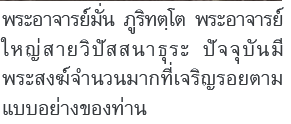 พระอาจารย์มั่น ภูริทตฺโต พระอาจารย์
ใหญ่สายวิปัสสนาธุระ ปัจจุบันมี
พระสงฆ์จำนวนมากที่เจริญรอยตาม
แบบอย่างของท่าน